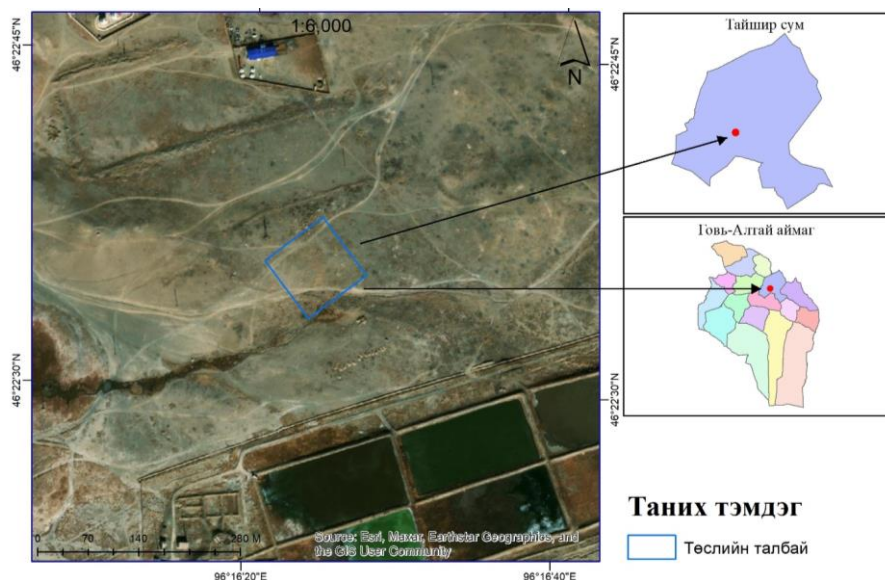 1:6,000
N
46°22'45"N
46°22'30"N
46°22'45"N
46°22'30"N
0 70 140 280 M
Source: Esri, Maxar, Earthstar Geographics, and
the GIS User Community
96°16'20"E
96°16'40"E
Тайшир сум
Говь-Алтай аймаг
Таних тэмдэг
Төслийн талбай